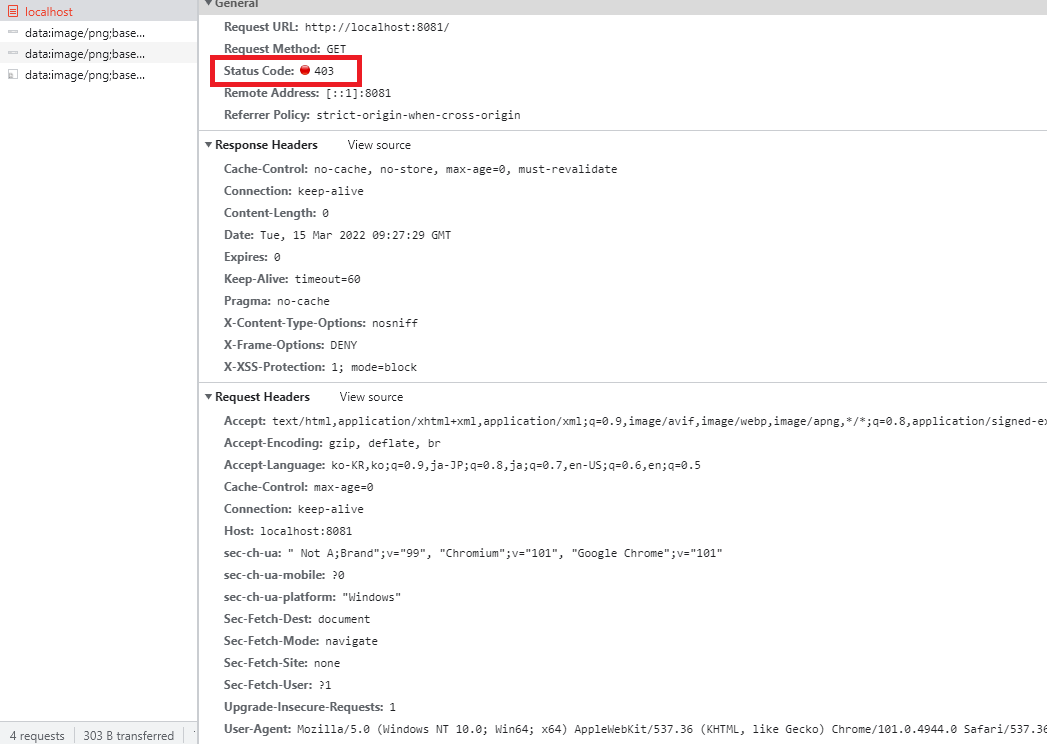 localhost
data:image/png;base...
data:image/png;base...
data:image/png;base...
4 requests 303 B transferred
General
Request URL: http://localhost:8081/
Request Method: GET
Status Code: 403
Remote Address: [::1]:8081
Referrer Policy: strict-origin-when-cross-origin
Response Headers View source
Cache-Control: no-cache, no-store, max-age=0, must-revalidate
Connection: keep-alive
Content-Length: 0
Date: Tue, 15 Mar 2022 09:27:29 GMT
Expires: 0
Keep-Alive: timeout=60
Pragma: no-cache
X-Content-Type-Options: nosniff
X-Frame-Options: DENY
X-XSS-Protection: 1; mode=block
Request Headers View source
Accept: text/html,application/xhtml+xml,application/xml;q=0.9,image/avif,image/webp,image/apng,*/*;q=0.8,application/signed-ex
Accept-Encoding: gzip, deflate, br
Accept-Language: ko-KR,ko;q=0.9,ja-JP;q=0.8,ja;q=0.7,en-US;q=0.6,en;q=0.5
Cache-Control: max-age=0
Connection: keep-alive
Host: localhost:8081
sec-ch-ua: " Not A;Brand";v="99", "Chromium";v="101", "Google Chrome";v="101"
sec-ch-ua-mobile: ?0
sec-ch-ua-platform: "Windows"
Sec-Fetch-Dest: document
Sec-Fetch-Mode: navigate
Sec-Fetch-Site: none
Sec-Fetch-User: ?1
Upgrade-Insecure-Requests: 1
User-Agent: Mozilla/5.0 (Windows NT 10.0; Win64; x64) AppleWebKit/537.36 (KHTML, like Gecko) Chrome/101.0.4944.0 Safari/537.36